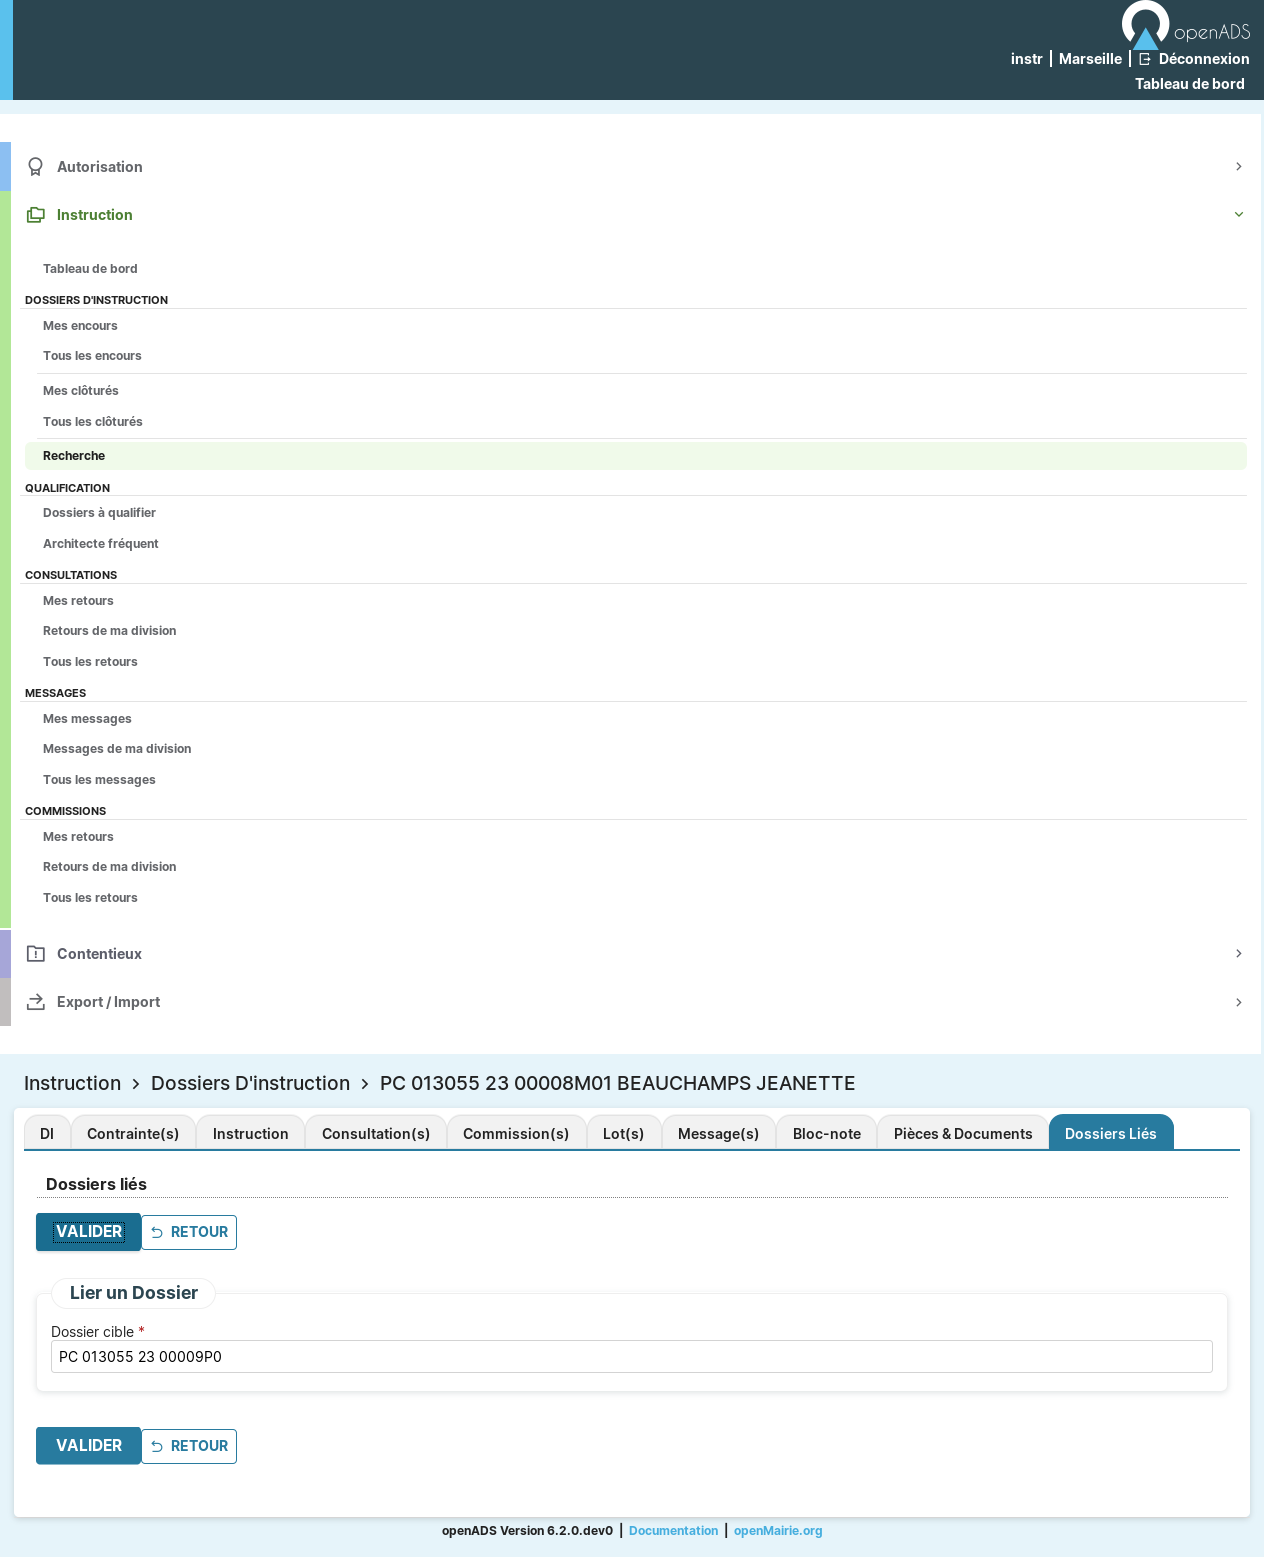 openADS
instr | Marseille | Déconnexion
Tableau de bord
Autorisation
Instruction
Tableau de bord
DOSSIERS D'INSTRUCTION
Mes encours
Tous les encours
Mes clôturés
Tous les clôturés
Recherche
QUALIFICATION
Dossiers à qualifier
Architecte fréquent
CONSULTATIONS
Mes retours
Retours de ma division
Tous les retours
MESSAGES
Mes messages
Messages de ma division
Tous les messages
COMMISSIONS
Mes retours
Retours de ma division
Tous les retours
Contentieux
Export / Import
Instruction > Dossiers D'instruction > PC 013055 23 00008M01 BEAUCHAMPS JEANETTE
DI Contrainte(s) Instruction Consultation(s) Commission(s) Lot(s) Message(s) Bloc-note Pièces & Documents Dossiers Liés
Dossiers liés
VALIDER RETOUR
Lier un Dossier
Dossier cible *
PC 013055 23 00009P0
VALIDER RETOUR
openADS Version 6.2.0.dev0 | Documentation | openMairie.org